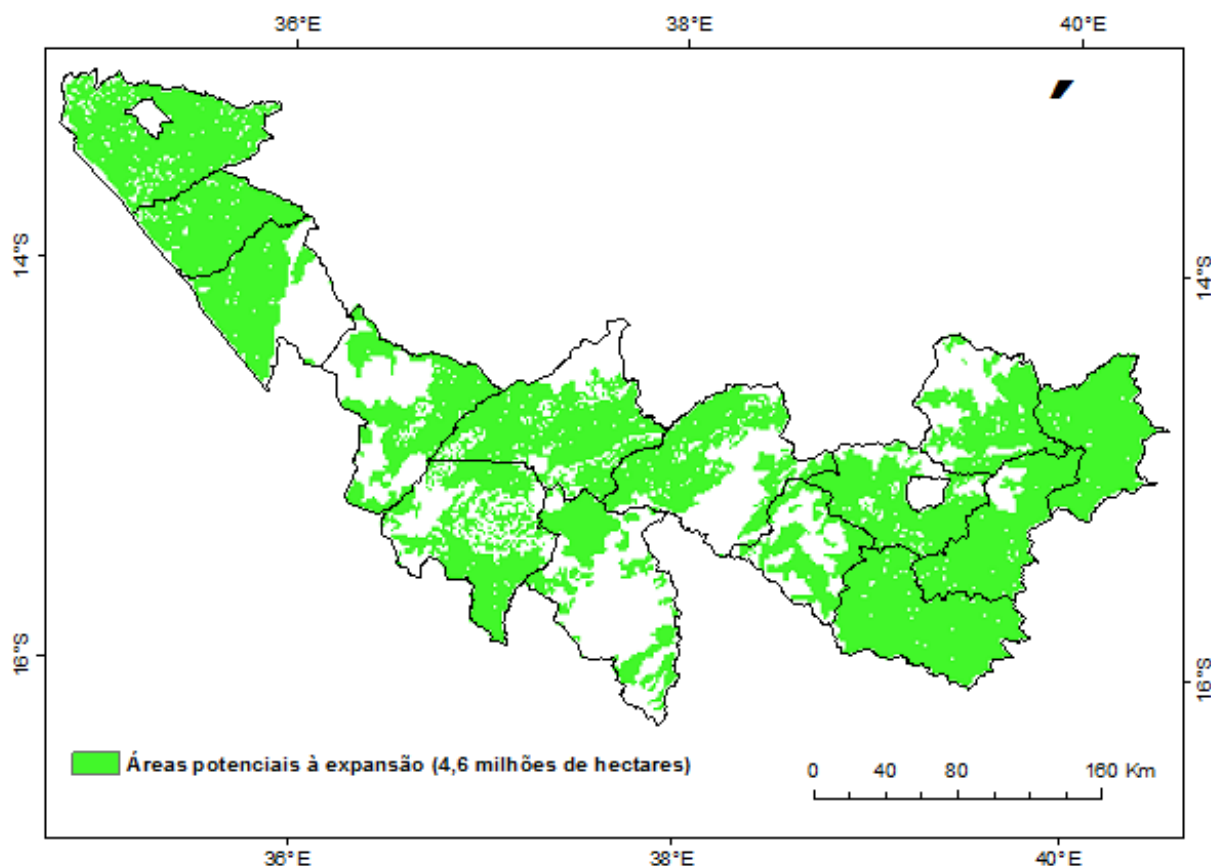 36°E 38°E 40°E
14°S
14°S
16°S
16°S
Áreas potenciais à expansão (4,6 milhões de hectares)
0 40 80 160 Km
36°E 38°E 40°E